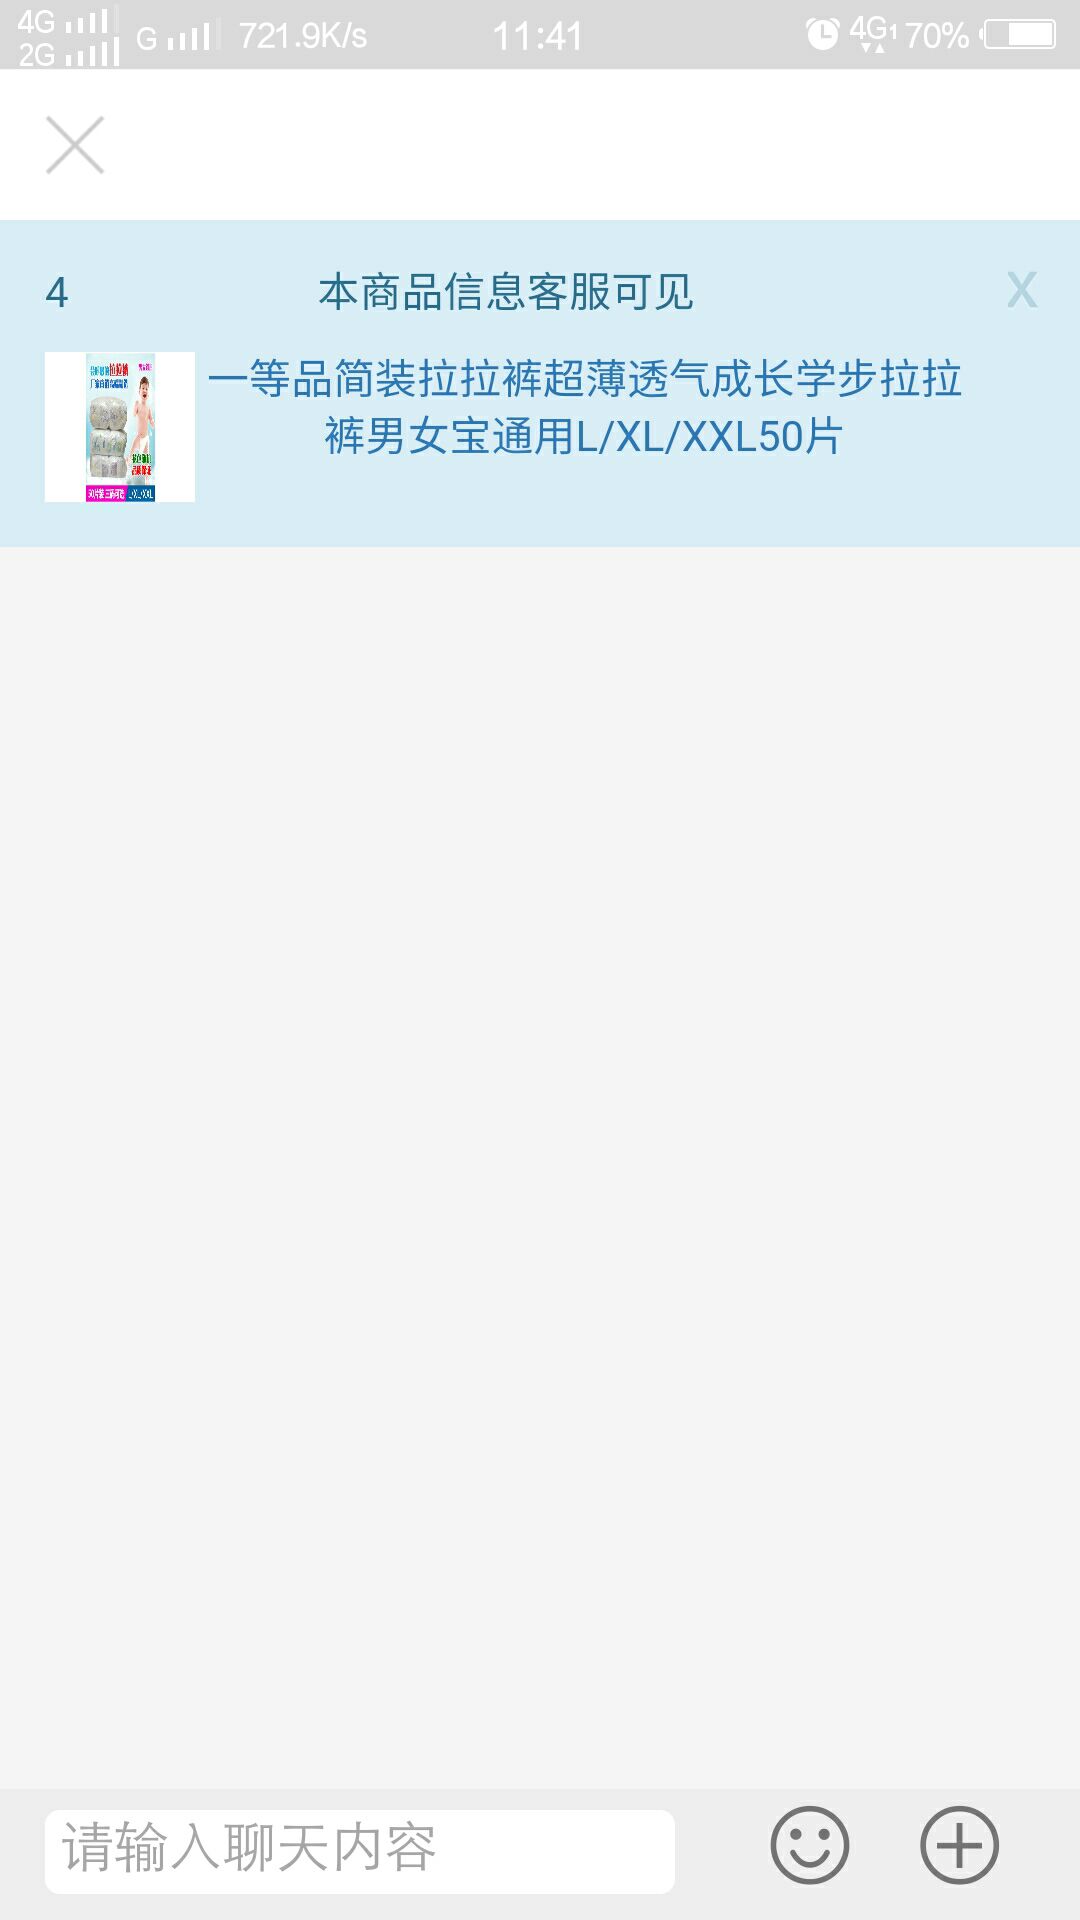 4G
2G
G
721.9K/s
11:41
4G1
70%
4
本商品信息客服可见
X
一等品简装拉拉裤超薄透气成长学步拉拉
裤男女宝通用L/XL/XXL50片
请输入聊天内容